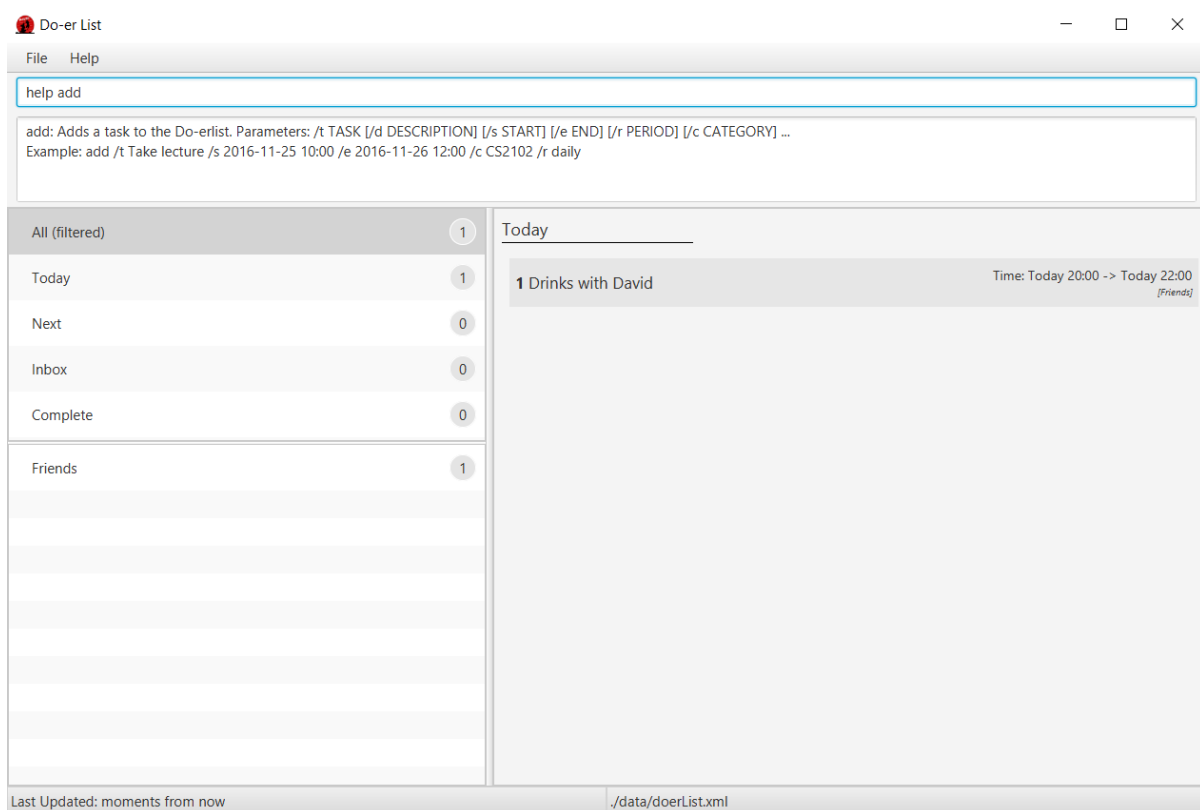 Do-er List
File Help
help add
add: Adds a task to the Do-erlist. Parameters: /t TASK [/d DESCRIPTION] [/s START] [/e END] [/r PERIOD] [/c CATEGORY] ...
Example: add /t Take lecture /s 2016-11-25 10:00 /e 2016-11-26 12:00 /c CS2102 /r daily
All (filtered) 1
Today 1
Next 0
Inbox 0
Complete 0
Friends 1
Today
1 Drinks with David
Time: Today 20:00 -> Today 22:00
[Friends]
Last Updated: moments from now
./data/doerList.xml